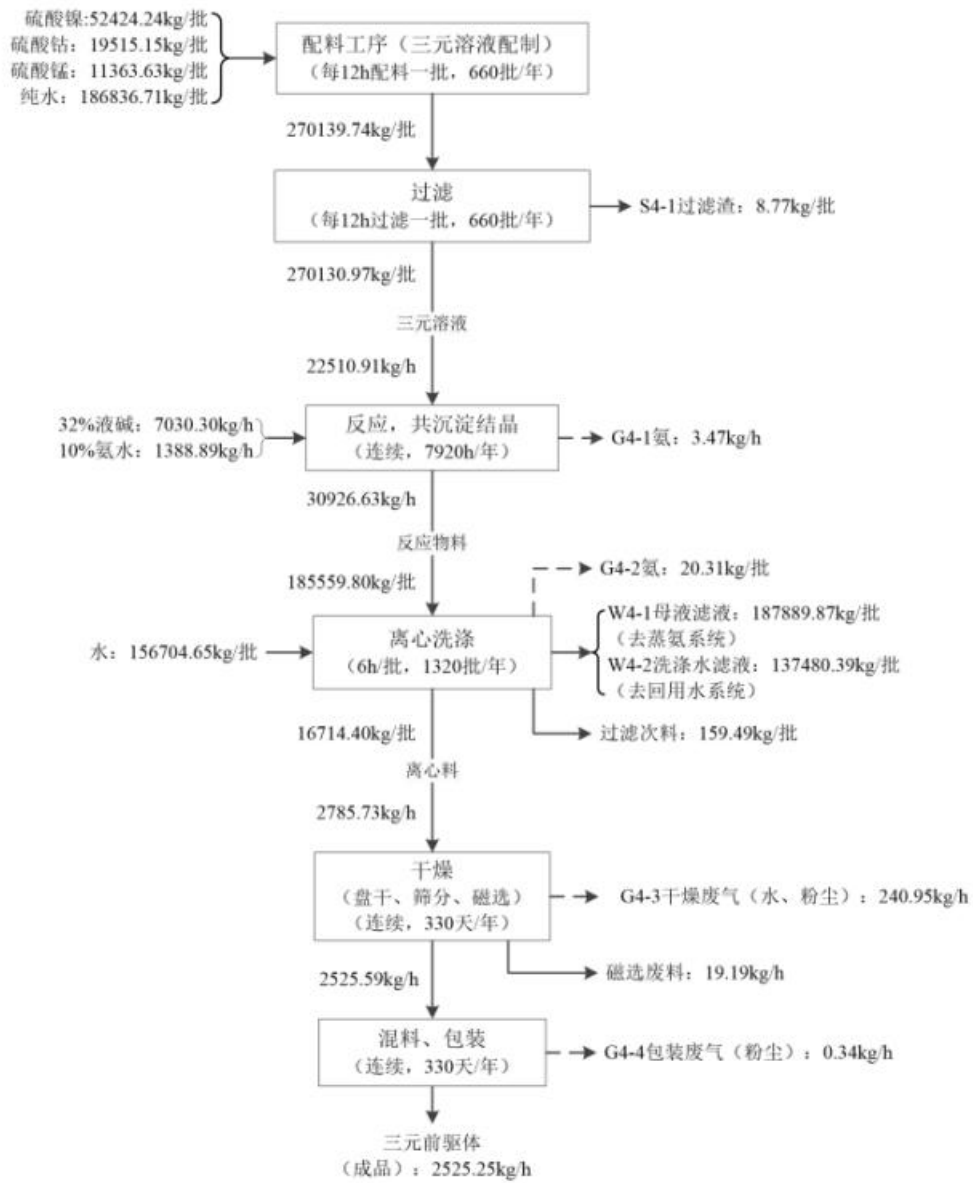 硫酸镍:52424.24kg/批
硫酸钴：19515.15kg/批
硫酸锰：11363.63kg/批
纯水：186836.71kg/批
配料工序（三元溶液配制）
（每12h配料一批，660批/年）
270139.74kg/批
过滤
（每12h过滤一批，660批/年）
S4-1过滤渣：8.77kg/批
270130.97kg/批
三元溶液
22510.91kg/h
32%液碱：7030.30kg/h
10%氨水：1388.89kg/h
反应，共沉淀结晶
（连续，7920h/年）
G4-1氨：3.47kg/h
30926.63kg/h
反应物料
185559.80kg/批
G4-2氨：20.31kg/批
水：156704.65kg/批
离心洗涤
（6h/批，1320批/年）
W4-1母液滤液：187889.87kg/批
（去蒸氨系统）
W4-2洗涤水滤液：137480.39kg/批
（去回用水系统）
过滤次料：159.49kg/批
16714.40kg/批
离心料
2785.73kg/h
干燥
（盘干、筛分、磁选）
（连续，330天/年）
G4-3干燥废气（水、粉尘）：240.95kg/h
磁选废料：19.19kg/h
2525.59kg/h
混料、包装
（连续，330天/年）
G4-4包装废气（粉尘）：0.34kg/h
三元前驱体
（成品）：2525.25kg/h